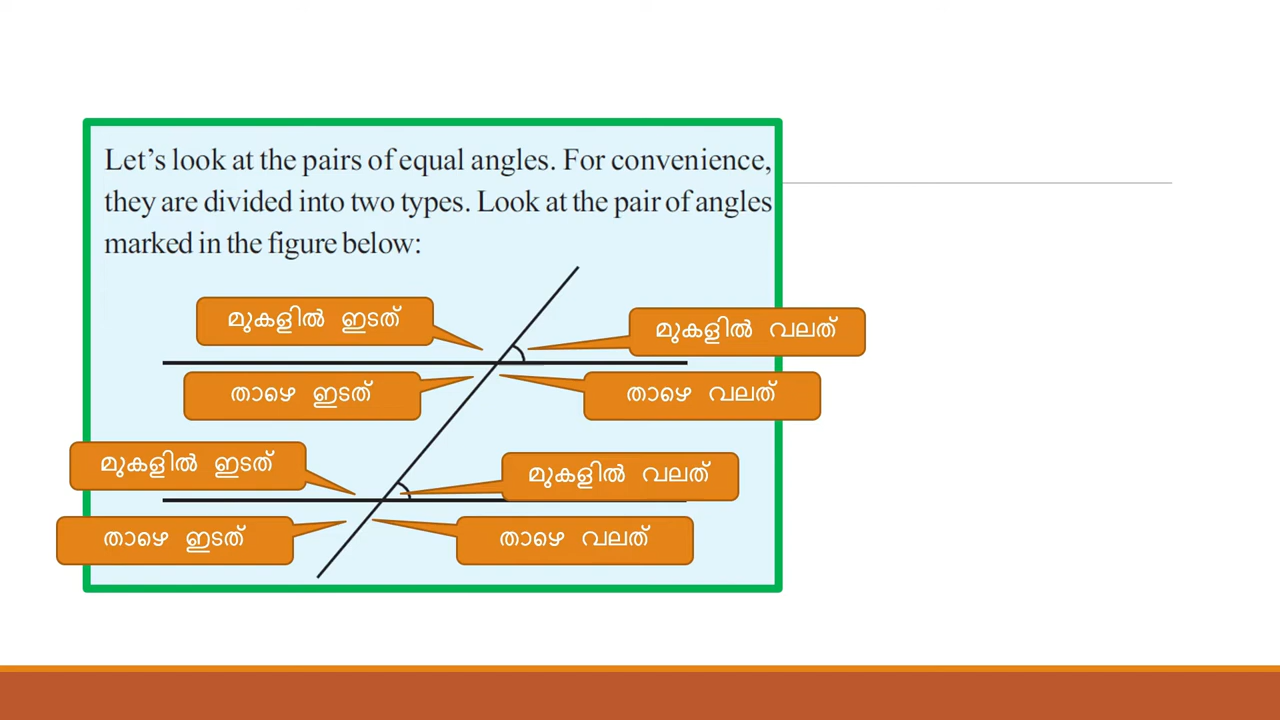 Let's look at the pairs of equal angles. For convenience,
they are divided into two types. Look at the pair of angles
marked in the figure below:
മുകളിൽ ഇടത്
മുകളിൽ വലത്
താഴെ ഇടത്
താഴെ വലത്
മുകളിൽ ഇടത്
മുകളിൽ വലത്
താഴെ ഇടത്
താഴെ വലത്